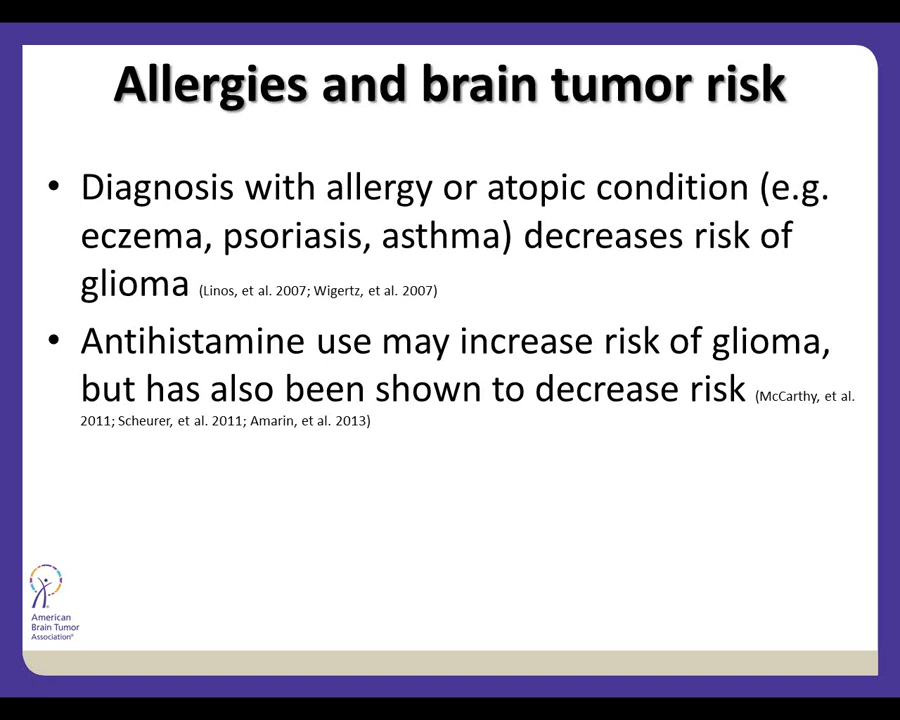 Allergies and brain tumor risk
• Diagnosis with allergy or atopic condition (e.g.
eczema, psoriasis, asthma) decreases risk of
glioma (Linos, et al. 2007; Wigertz, et al. 2007)
• Antihistamine use may increase risk of glioma,
but has also been shown to decrease risk (McCarthy, et al.
2011; Scheurer, et al. 2011; Amarin, et al. 2013)
American
Brain Tumor
Association®